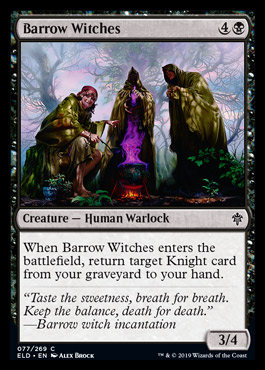 Barrow Witches 4
Creature — Human Warlock
When Barrow Witches enters the
battlefield, return target Knight card
from your graveyard to your hand.
“Taste the sweetness, breath for breath.
Keep the balance, death for death.”
—Barrow witch incantation
3/4
077/269 C
ELD • EN Alex Brock
™ & © 2019 Wizards of the Coast